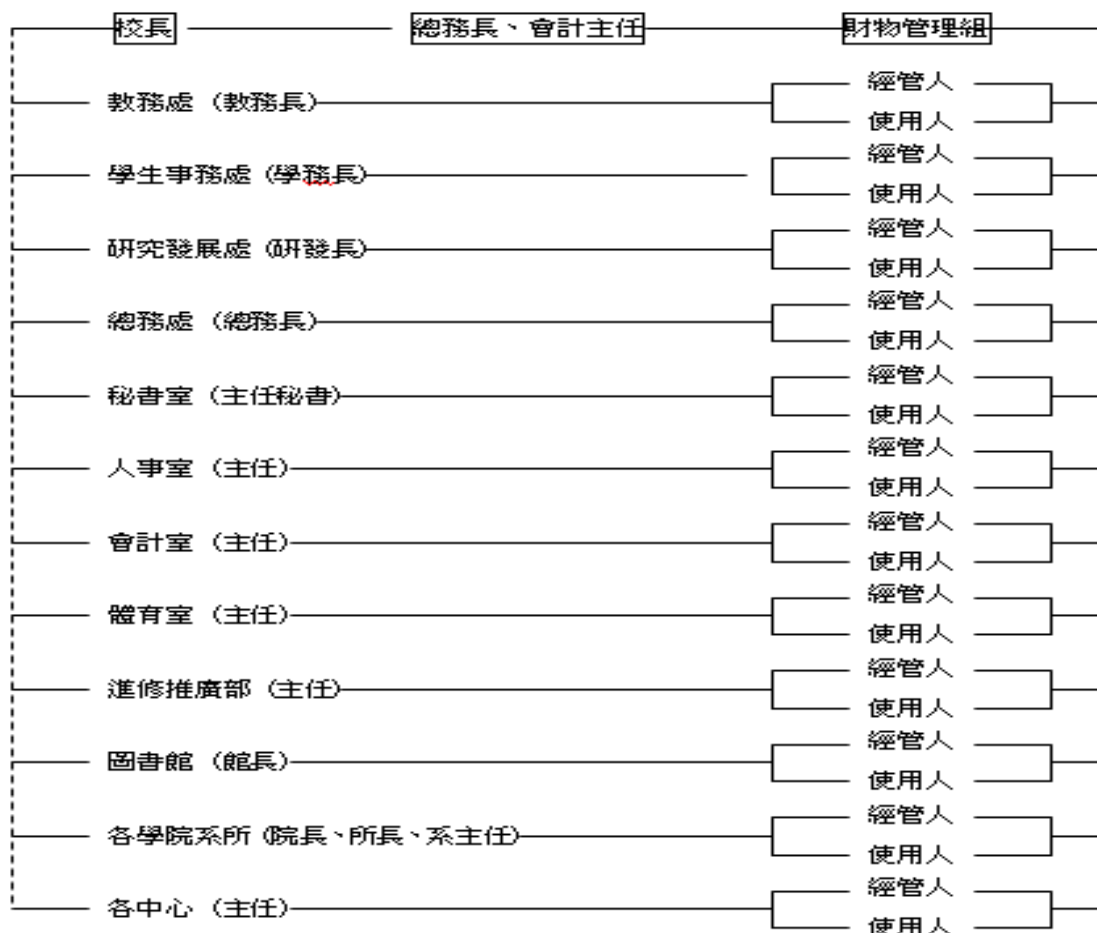 校長 總務長、會計主任 財物管理組
經管人
教務處 (教務長)
使用人
經管人
學生事務處 (學務長)
使用人
經管人
研究發展處 (研發長)
使用人
經管人
總務處 (總務長)
使用人
經管人
秘書室 (主任秘書)
使用人
經管人
人事室 (主任)
使用人
經管人
會計室 (主任)
使用人
經管人
體育室 (主任)
使用人
經管人
進修推廣部 (主任)
使用人
經管人
圖書館 (館長)
使用人
經管人
各學院系所 (院長、所長、系主任)
使用人
經管人
各中心 (主任)
使用人